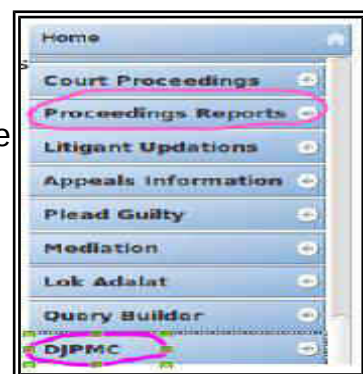 Home
Court Proceedings
Proceedings Reports
Litigant Updations
Appeals Information
Plead Guilty
Mediation
Lok Adalat
Query Builder
DJPMC